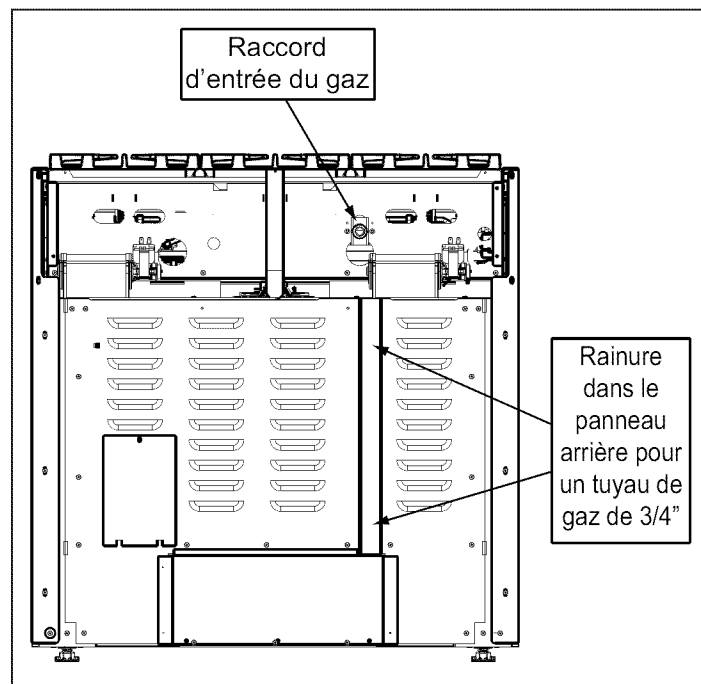 Raccord
d'entrée du gaz
Rainure
dans le
panneau
arrière pour
un tuyau de
gaz de 3/4"